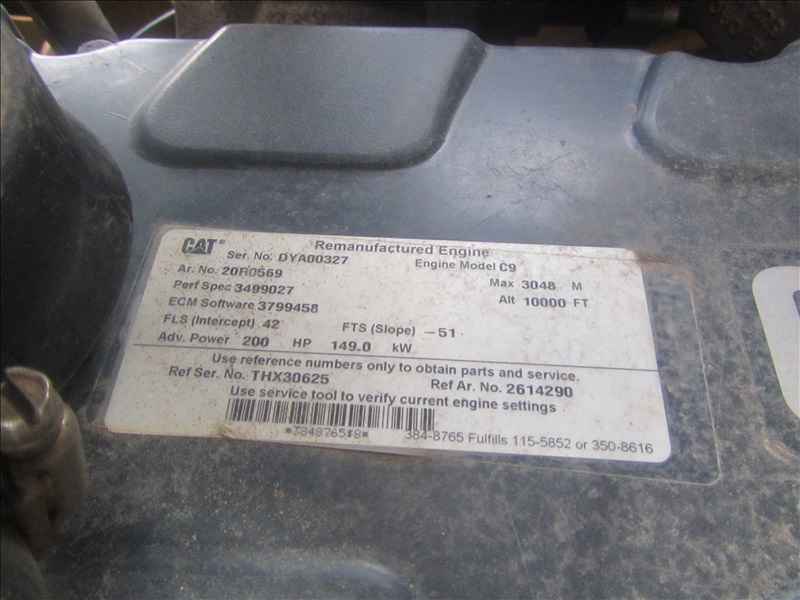 CAT® Remanufactured Engine
Ser. No: DYA00327 Engine Model C9
Ar. No: 20R0569 Max 3048 M
Perf Spec 3499027 Alt 10000 FT
ECM Software 3799458
FLS (Intercept) 42 FTS (Slope) -51
Adv. Power 200 HP 149.0 kW
Use reference numbers only to obtain parts and service.
Ref Ser. No. THX30625 Ref Ar. No. 2614290
Use service tool to verify current engine settings
384-8765 Fulfills 115-5852 or 350-8616